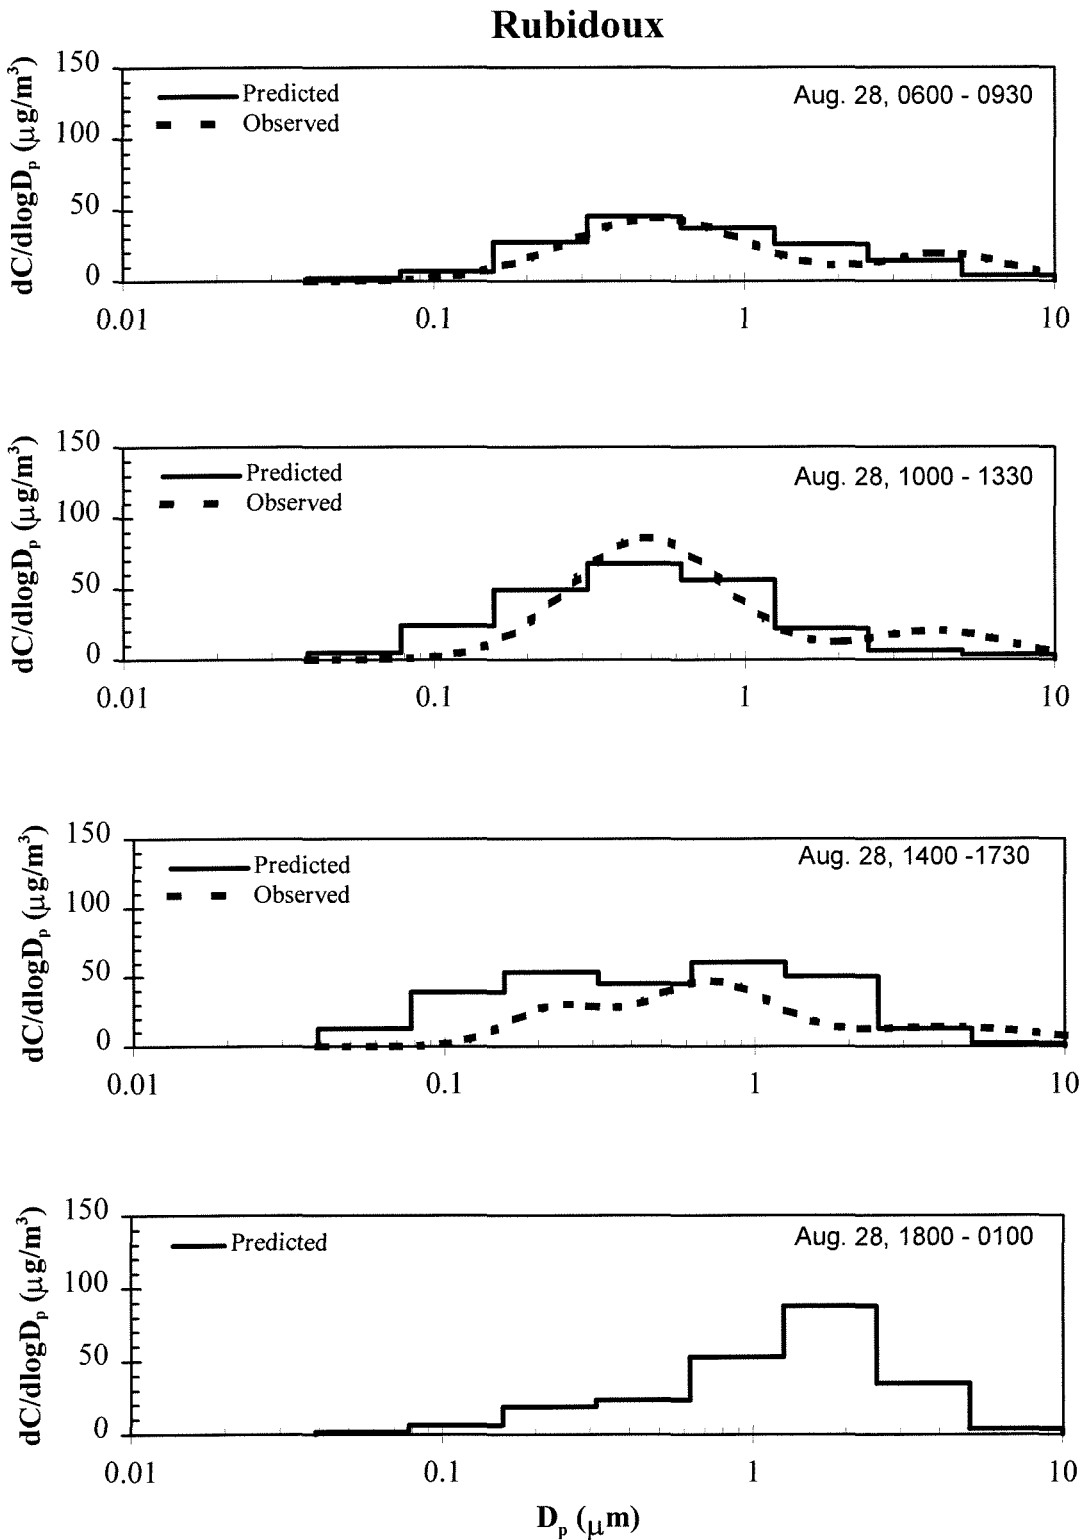 Rubidoux
dC/dlogDp (μg/m³)
150
100
50
0
Predicted
Observed
Aug. 28, 0600 - 0930
0.01 0.1 1 10
dC/dlogDp (μg/m³)
150
100
50
0
Predicted
Observed
Aug. 28, 1000 - 1330
0.01 0.1 1 10
dC/dlogDp (μg/m³)
150
100
50
0
Predicted
Observed
Aug. 28, 1400 -1730
0.01 0.1 1 10
dC/dlogDp (μg/m³)
150
100
50
0
Predicted
Aug. 28, 1800 - 0100
0.01 0.1 1 10
Dp (μm)